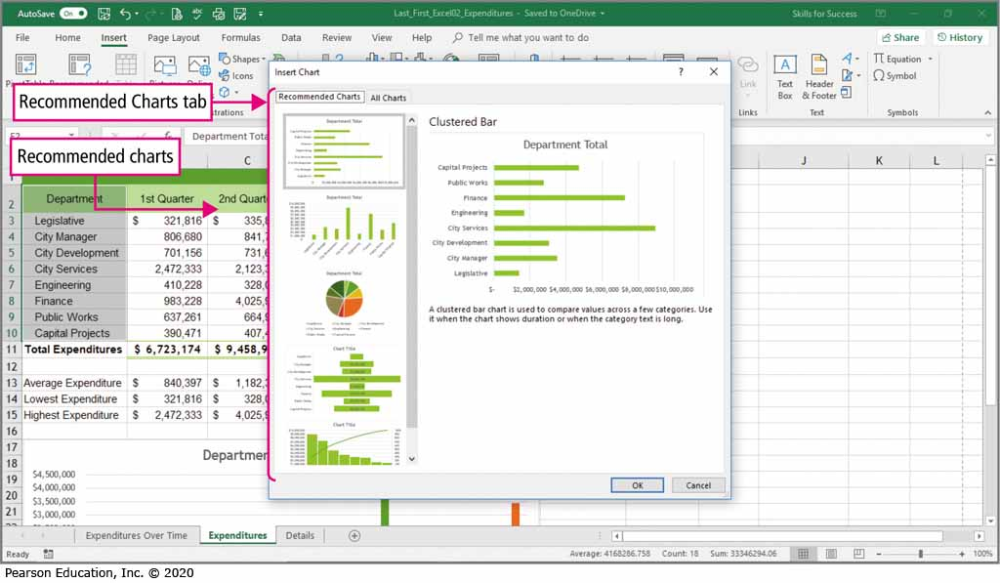 AutoSave On Last_First_Excel02_Expenditures - Saved to OneDrive Skills for Success
File Home Insert Page Layout Formulas Data Review View Help Tell me what you want to do Share History
Shapes
Icons
Link
Text Box
Header & Footer
Equation
Symbol
Links Text Symbols
Recommended Charts tab
Recommended charts
Department Tota
C J K L
Insert Chart ? X
Recommended Charts All Charts
Department Total
Department Total
Department Total
Chart Title
Chart Title
Clustered Bar
Department Total
Capital Projects
Public Works
Finance
Engineering
City Services
City Development
City Manager
Legislative
$- $2,000,000 $4,000,000 $6,000,000 $8,000,000 $10,000,000
A clustered bar chart is used to compare values across a few categories. Use
it when the chart shows duration or when the category text is long.
OK Cancel
2 Department 1st Quarter 2nd Quart
3 Legislative $ 321,816 $ 335,8
4 City Manager 806,680 841,
5 City Development 701,156 731,6
6 City Services 2,472,333 2,123,3
7 Engineering 410,228 328,0
8 Finance 983,228 4,025,9
9 Public Works 637,261 664,9
10 Capital Projects 390,471 407,4
11 Total Expenditures $ 6,723,174 $ 9,458,9
12
13 Average Expenditure $ 840,397 $ 1,182,3
14 Lowest Expenditure $ 321,816 $ 328,0
15 Highest Expenditure $ 2,472,333 $ 4,025,9
16
17
18 Departmen
19 $4,500,000
20 $4,000,000
21 $3,500,000
$3,000,000
Expenditures Over Time Expenditures Details
Ready Average: 4168286.758 Count: 18 Sum: 33346294.06 100%
Pearson Education, Inc. © 2020